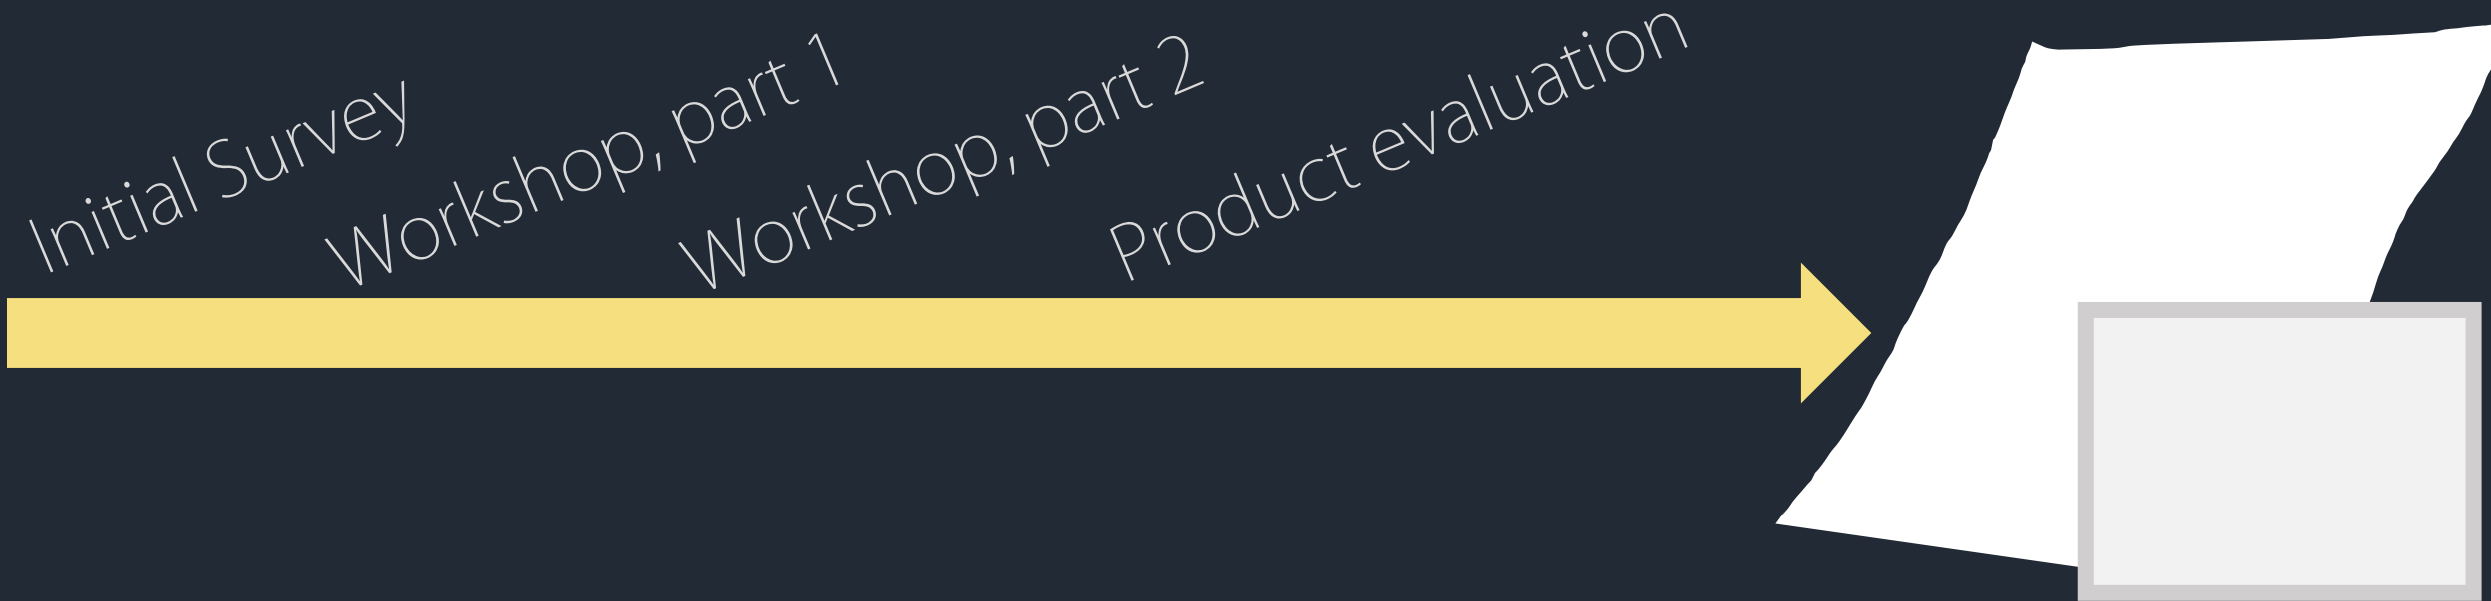 Initial Survey
Workshop, part 1
Workshop, part 2
Product evaluation